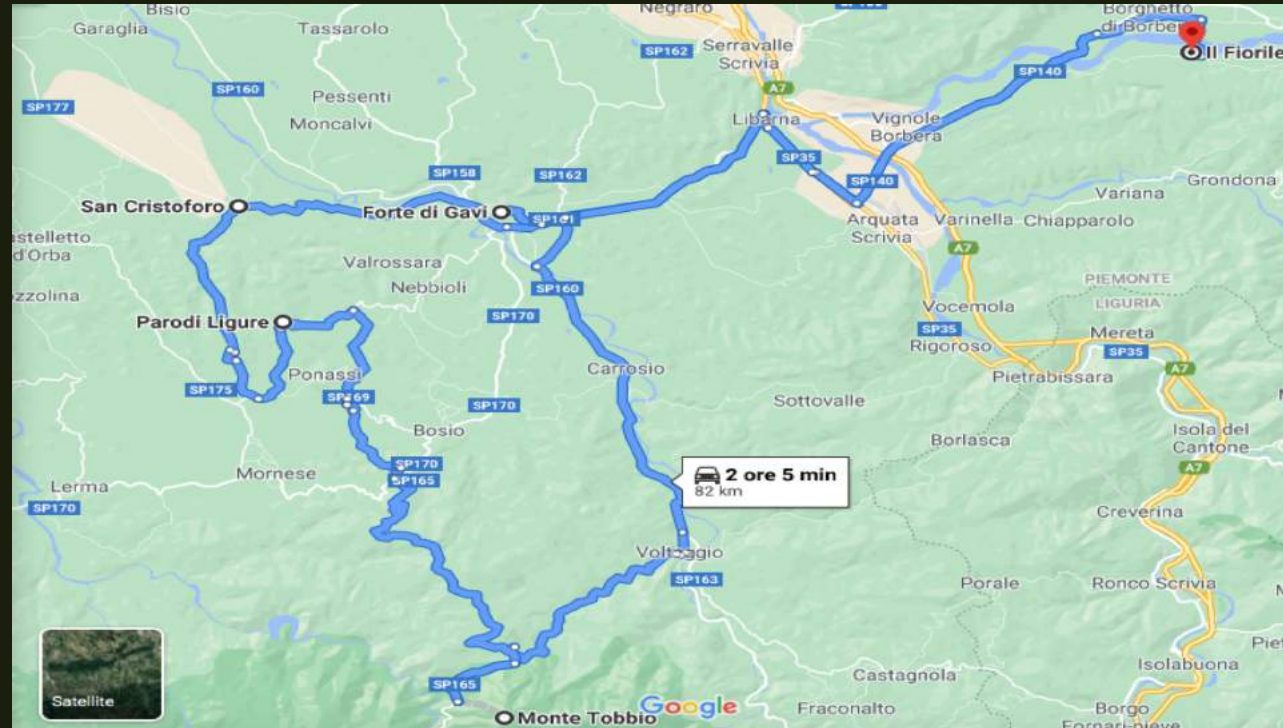 Bisio
Garaglia
Tassarolo
Negraro
Borghetto
di Borbera
SP162
Serravalle
Scrivia
Il Fiorile
SP140
A7
SP177
SP160
Pessenti
Moncalvi
Libarna
Vignole
Borbera
SP35
SP158
SP162
SP140
Grondona
Variana
San Cristoforo
Forte di Gavi
SP161
Arquata
Scrivia
Varinella
Chiapparolo
A7
d'Orba
Valrossara
Nebbioli
SP160
PIEMONTE
LIGURIA
Vocemola
Parodi Ligure
SP170
SP35
Rigoroso
Mereta
SP35
A7
Carrosio
Pietrabissara
Ponassi
SP175
SP169
SP170
Sottovalle
Bosio
Borlasca
Isola del
Cantone
SP170
SP165
Mornese
Lerma
SP170
2 ore 5 min
82 km
A7
Creverina
Voltaggio
SP163
Porale
Ronco Scrivia
Isolabuona
Castagnola
Satellite
SP165
Monte Tobbio
Google
Fraconalto
Borgo
Fornari-pieve